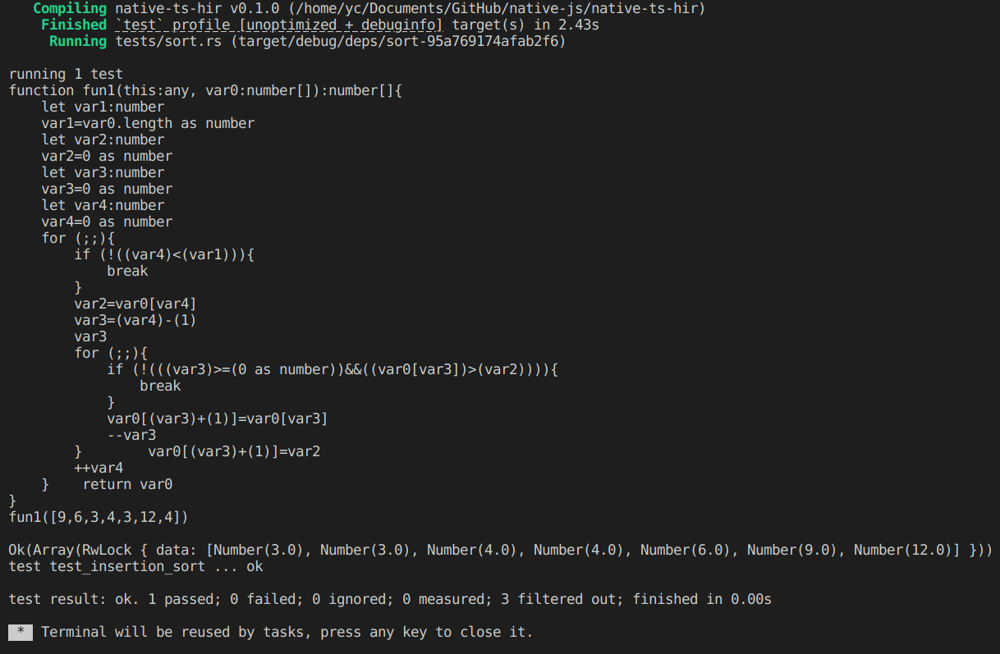 Compiling native-ts-hir v0.1.0 (/home/yc/Documents/GitHub/native-js/native-ts-hir)
    Finished `test` profile [unoptimized + debuginfo] target(s) in 2.43s
     Running tests/sort.rs (target/debug/deps/sort-95a769174afab2f6)

running 1 test
function fun1(this:any, var0:number[]):number[]{
    let var1:number
    var1=var0.length as number
    let var2:number
    var2=0 as number
    let var3:number
    var3=0 as number
    let var4:number
    var4=0 as number
    for (;;){
        if (!((var4)<(var1))){
            break
        }
        var2=var0[var4]
        var3=(var4)-(1)
        var3
        for (;;){
            if (!(((var3)>=(0 as number))&&((var0[var3])>(var2)))){
                break
            }
            var0[(var3)+(1)]=var0[var3]
            --var3
        }        var0[(var3)+(1)]=var2
        ++var4
    }    return var0
}
fun1([9,6,3,4,3,12,4])

Ok(Array(RwLock { data: [Number(3.0), Number(3.0), Number(4.0), Number(4.0), Number(6.0), Number(9.0), Number(12.0)] }))
test test_insertion_sort ... ok

test result: ok. 1 passed; 0 failed; 0 ignored; 0 measured; 3 filtered out; finished in 0.00s

 *  Terminal will be reused by tasks, press any key to close it.